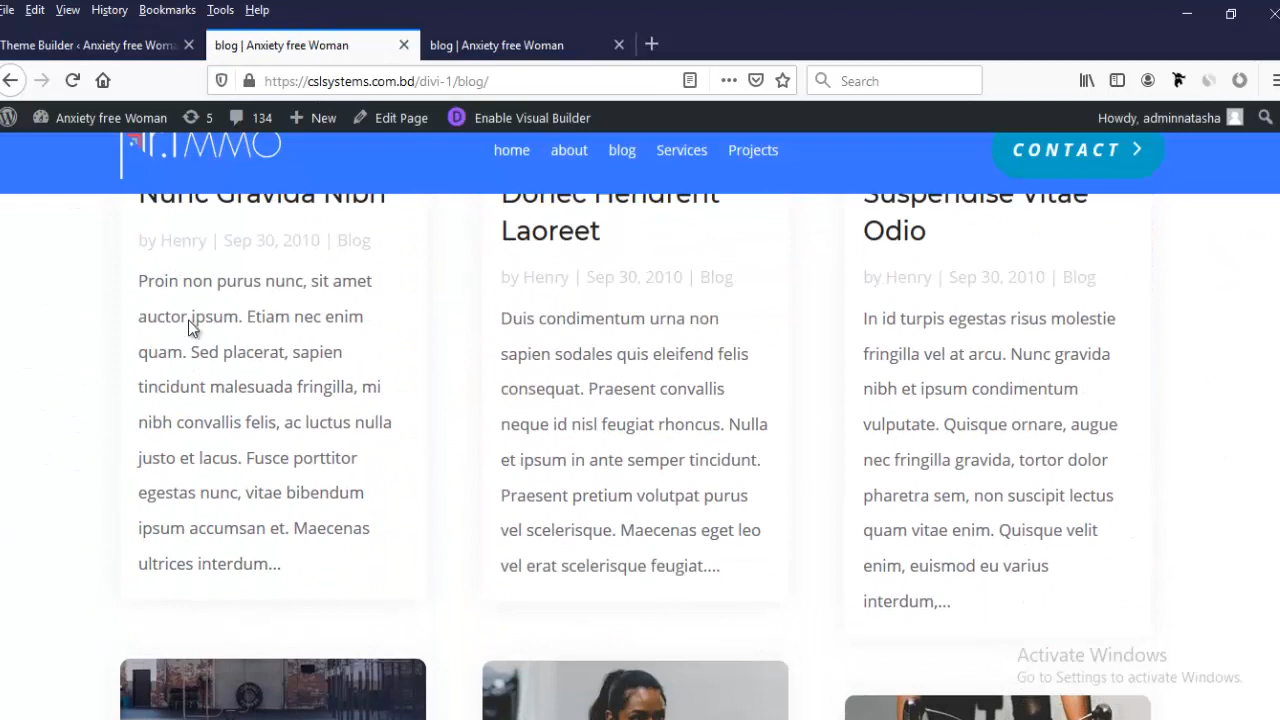 File Edit View History Bookmarks Tools Help
Theme Builder ‹ Anxiety free Woma
blog | Anxiety free Woman
blog | Anxiety free Woman
https://cslsystems.com.bd/divi-1/blog/
Search
Anxiety free Woman 5 134 New Edit Page D Enable Visual Builder Howdy, adminnatasha
home about blog Services Projects
CONTACT
Nunc Gravida Nibh
by Henry | Sep 30, 2010 | Blog
Proin non purus nunc, sit amet
auctor ipsum. Etiam nec enim
quam. Sed placerat, sapien
tincidunt malesuada fringilla, mi
nibh convallis felis, ac luctus nulla
justo et lacus. Fusce porttitor
egestas nunc, vitae bibendum
ipsum accumsan et. Maecenas
ultrices interdum...
Donec Hendrerit
Laoreet
by Henry | Sep 30, 2010 | Blog
Duis condimentum urna non
sapien sodales quis eleifend felis
consequat. Praesent convallis
neque id nisl feugiat rhoncus. Nulla
et ipsum in ante semper tincidunt.
Praesent pretium volutpat purus
vel scelerisque. Maecenas eget leo
vel erat scelerisque feugiat....
Suspendise Vitae
Odio
by Henry | Sep 30, 2010 | Blog
In id turpis egestas risus molestie
fringilla vel at arcu. Nunc gravida
nibh et ipsum condimentum
vulputate. Quisque ornare, augue
nec fringilla gravida, tortor dolor
pharetra sem, non suscipit lectus
quam vitae enim. Quisque velit
enim, euismod eu varius
interdum,...
Activate Windows
Go to Settings to activate Windows.